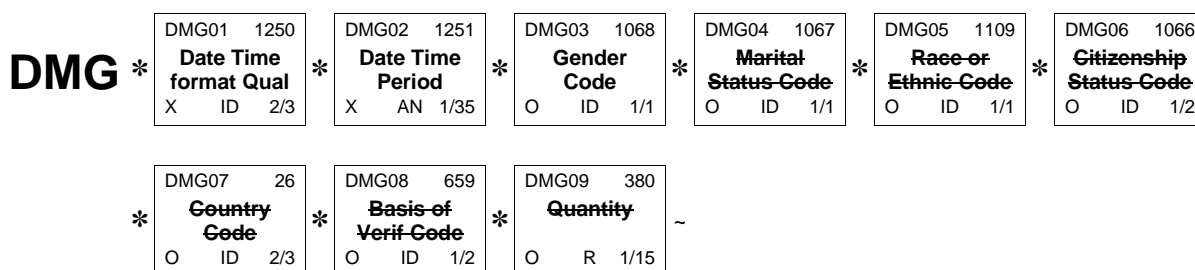 DMG01 1250 DMG02 1251 DMG03 1068 DMG04 1067 DMG05 1109 DMG06 1066
DMG * Date Time * Date Time * Gender * Marital * Race or * Citizenship
format Qual Period Code Status Code Ethnic Code Status Code
X ID 2/3 X AN 1/35 O ID 1/1 O ID 1/1 O ID 1/1 O ID 1/2
DMG07 26 DMG08 659 DMG09 380
* Country * Basis of * Quantity ~
Code Verif Code
O ID 2/3 O ID 1/2 O R 1/15